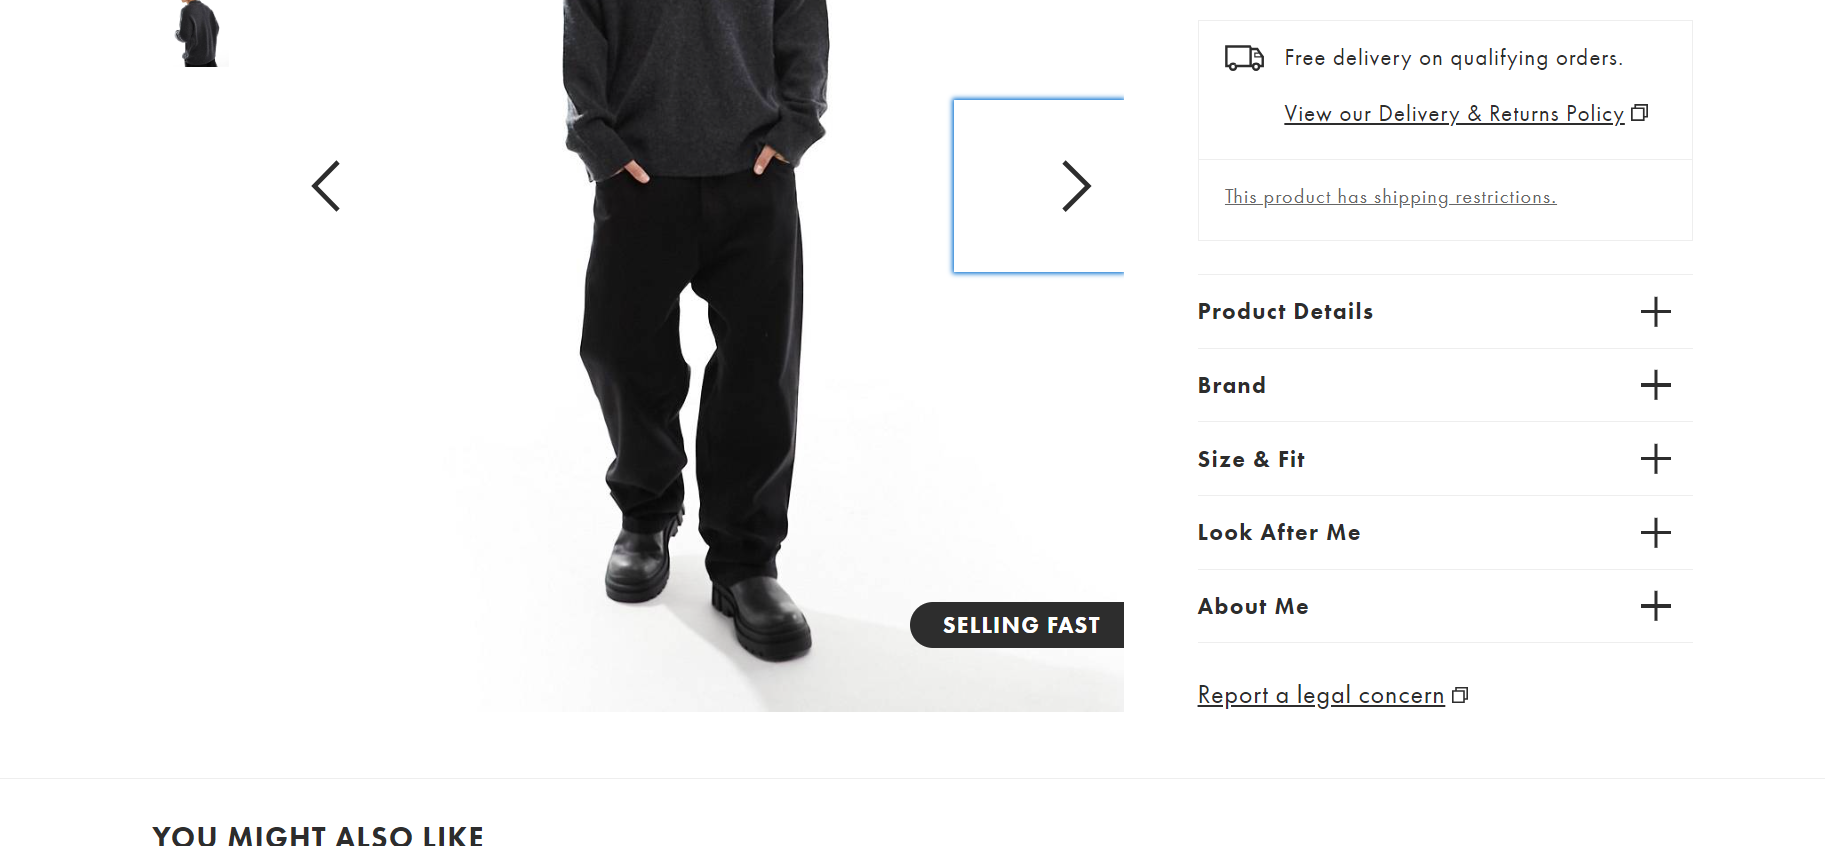 Free delivery on qualifying orders.
View our Delivery & Returns Policy
This product has shipping restrictions.
Product Details
Brand
Size & Fit
Look After Me
About Me
SELLING FAST
Report a legal concern
YOU MIGHT ALSO LIKE